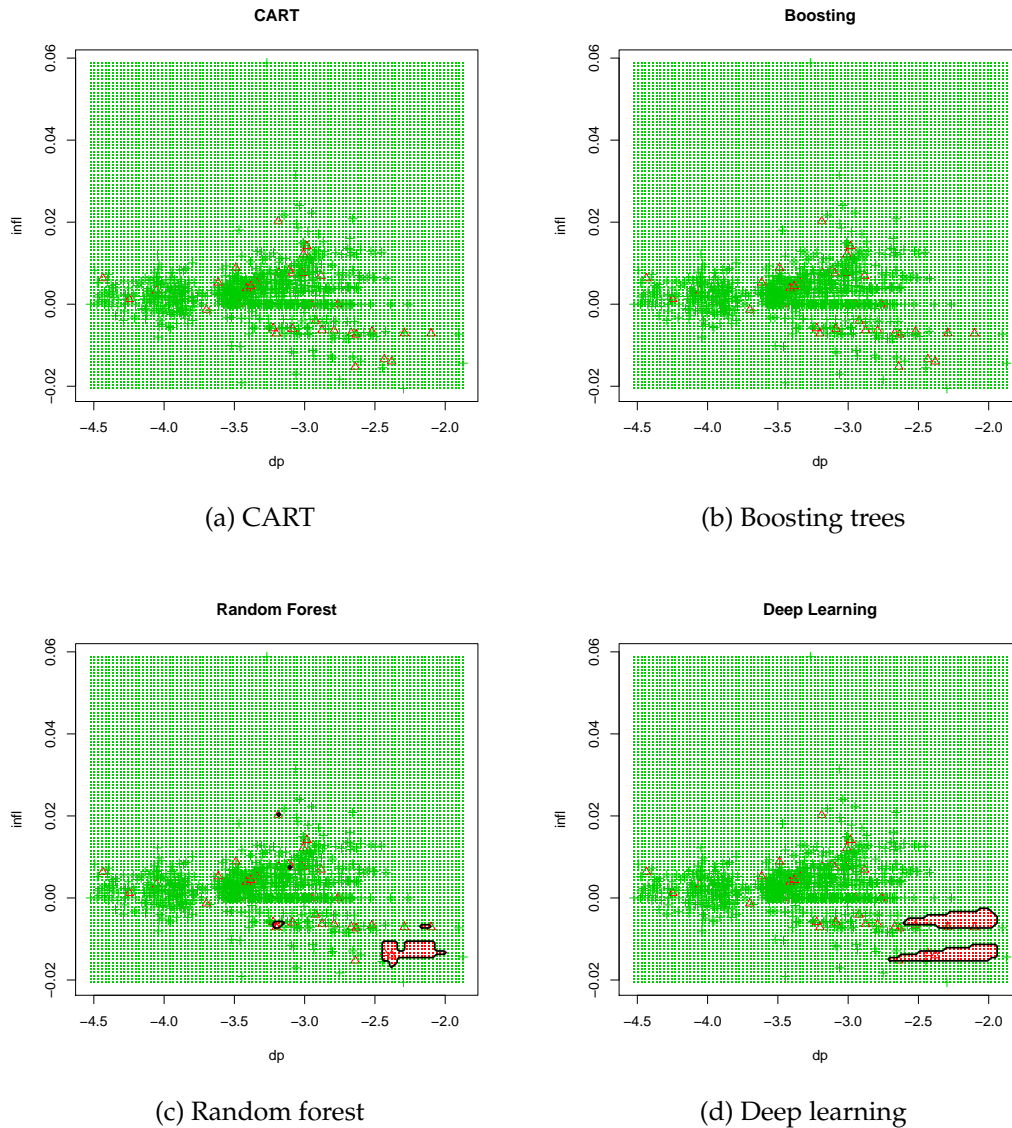 CART
Boosting
0.06
0.04
0.02
0.00
−0.02
infl
−4.5 −4.0 −3.5 −3.0 −2.5 −2.0
dp
0.06
0.04
0.02
0.00
−0.02
infl
−4.5 −4.0 −3.5 −3.0 −2.5 −2.0
dp
(a) CART
(b) Boosting trees
Random Forest
Deep Learning
0.06
0.04
0.02
0.00
−0.02
infl
−4.5 −4.0 −3.5 −3.0 −2.5 −2.0
dp
0.06
0.04
0.02
0.00
−0.02
infl
−4.5 −4.0 −3.5 −3.0 −2.5 −2.0
dp
(c) Random forest
(d) Deep learning